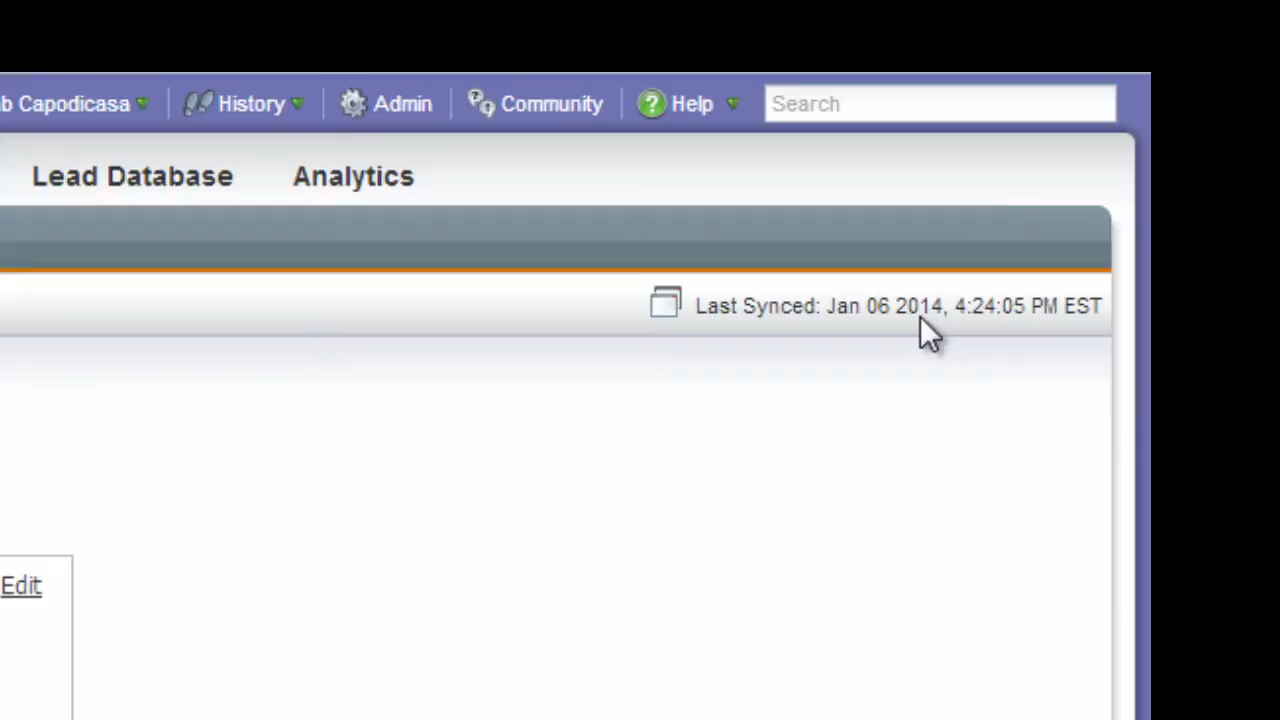 b Capodicasa History Admin Community Help Search
Lead Database Analytics
Last Synced: Jan 06 2014, 4:24:05 PM EST
Edit